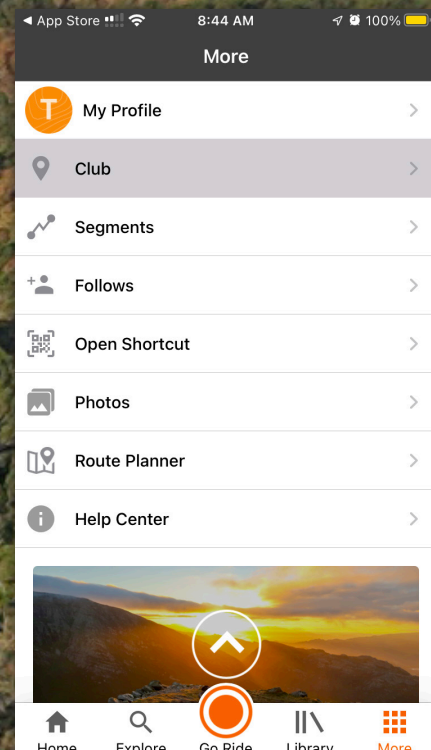 App Store 8:44 AM 100%
More
T My Profile
Club
Segments
Follows
Open Shortcut
Photos
Route Planner
Help Center
Home Explore Go Ride Library More